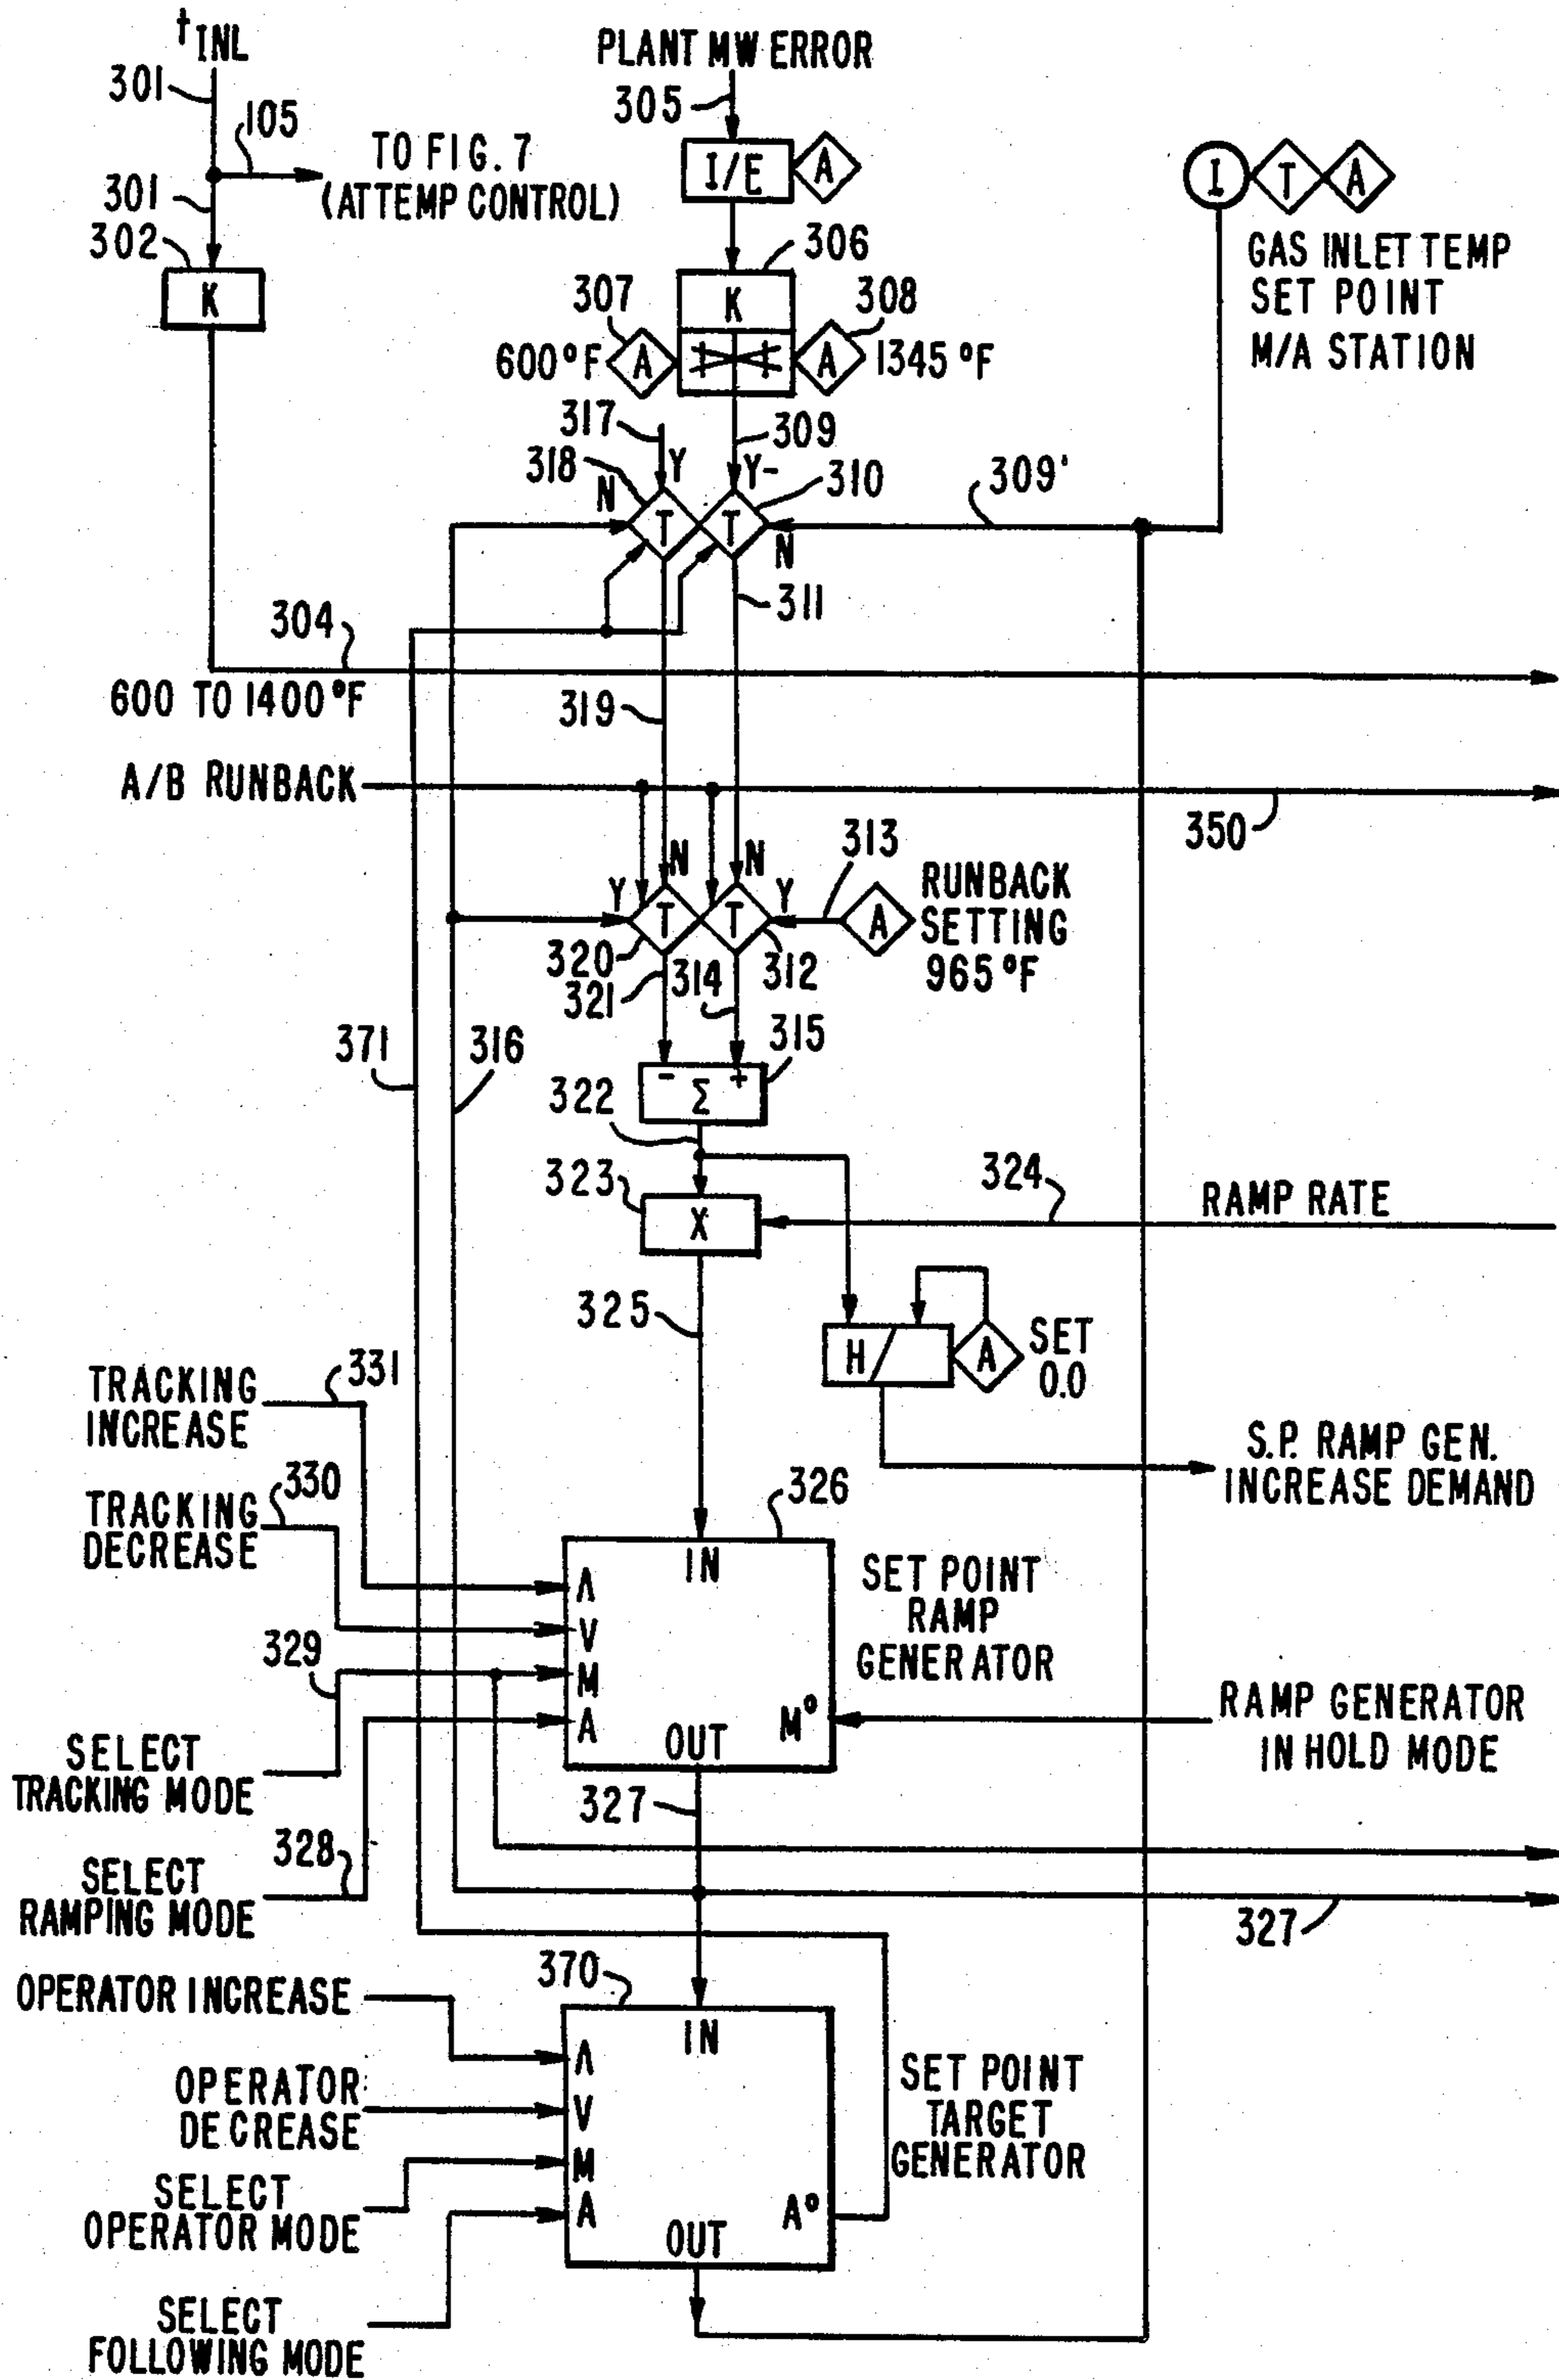 tINL
PLANT MW ERROR
301
305
105
TO FIG. 7
(ATTEMP CONTROL)
I/E
A
I
T
A
301
302
K
306
K
GAS INLET TEMP
SET POINT
M/A STATION
307
308
600°F
A
A
1345°F
317
309
318
Y
Y-
310
309'
N
T
T
N
311
304
600 TO 1400°F
319
A/B RUNBACK
350
313
N
N
Y
Y
T
T
A
RUNBACK
SETTING
965°F
320
312
321
314
371
316
315
- Σ +
322
323
324
RAMP RATE
X
325
H/
A
SET
0.0
TRACKING
INCREASE
331
S.P. RAMP GEN.
INCREASE DEMAND
TRACKING
DECREASE
330
326
IN
SET POINT
RAMP
GENERATOR
Λ
V
M
A
329
M°
OUT
RAMP GENERATOR
IN HOLD MODE
SELECT
TRACKING MODE
327
SELECT
RAMPING MODE
328
327
370
OPERATOR INCREASE
IN
Λ
V
M
A
OPERATOR
DECREASE
SET POINT
TARGET
GENERATOR
SELECT
OPERATOR MODE
A°
OUT
SELECT
FOLLOWING MODE